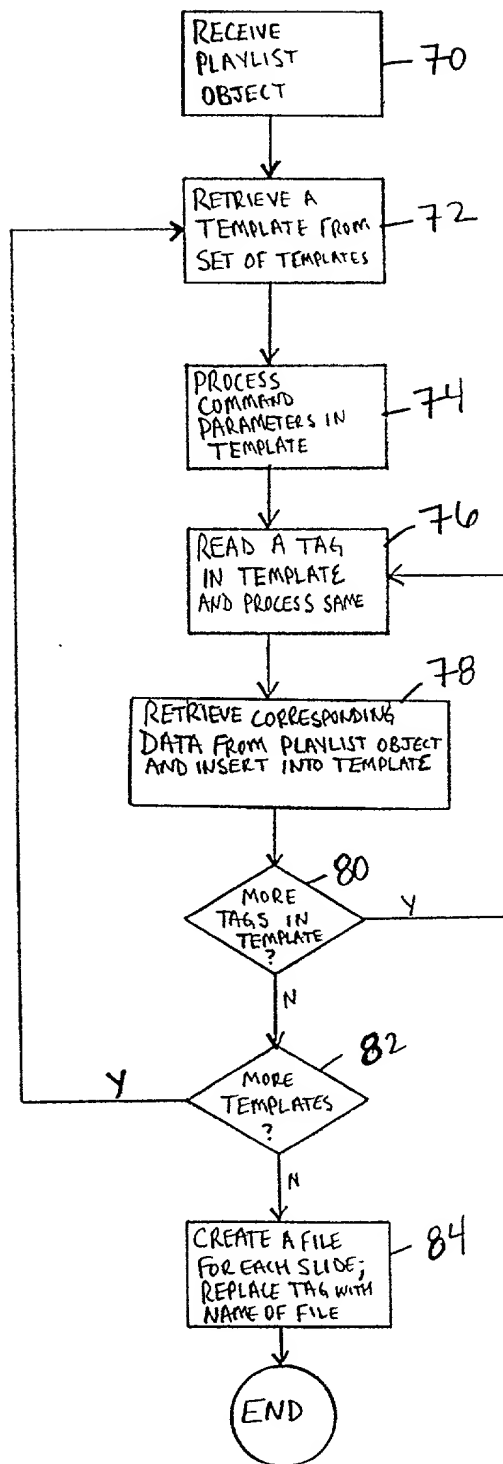 RECEIVE
PLAYLIST
OBJECT
70
RETRIEVE A
TEMPLATE FROM
SET OF TEMPLATES
72
PROCESS
COMMAND
PARAMETERS IN
TEMPLATE
74
READ A TAG
IN TEMPLATE
AND PROCESS SAME
76
78
RETRIEVE CORRESPONDING
DATA FROM PLAYLIST OBJECT
AND INSERT INTO TEMPLATE
80
MORE
TAGS IN
TEMPLATE
?
Y
N
82
MORE
TEMPLATES
?
Y
N
CREATE A FILE
FOR EACH SLIDE;
REPLACE TAG WITH
NAME OF FILE
84
END